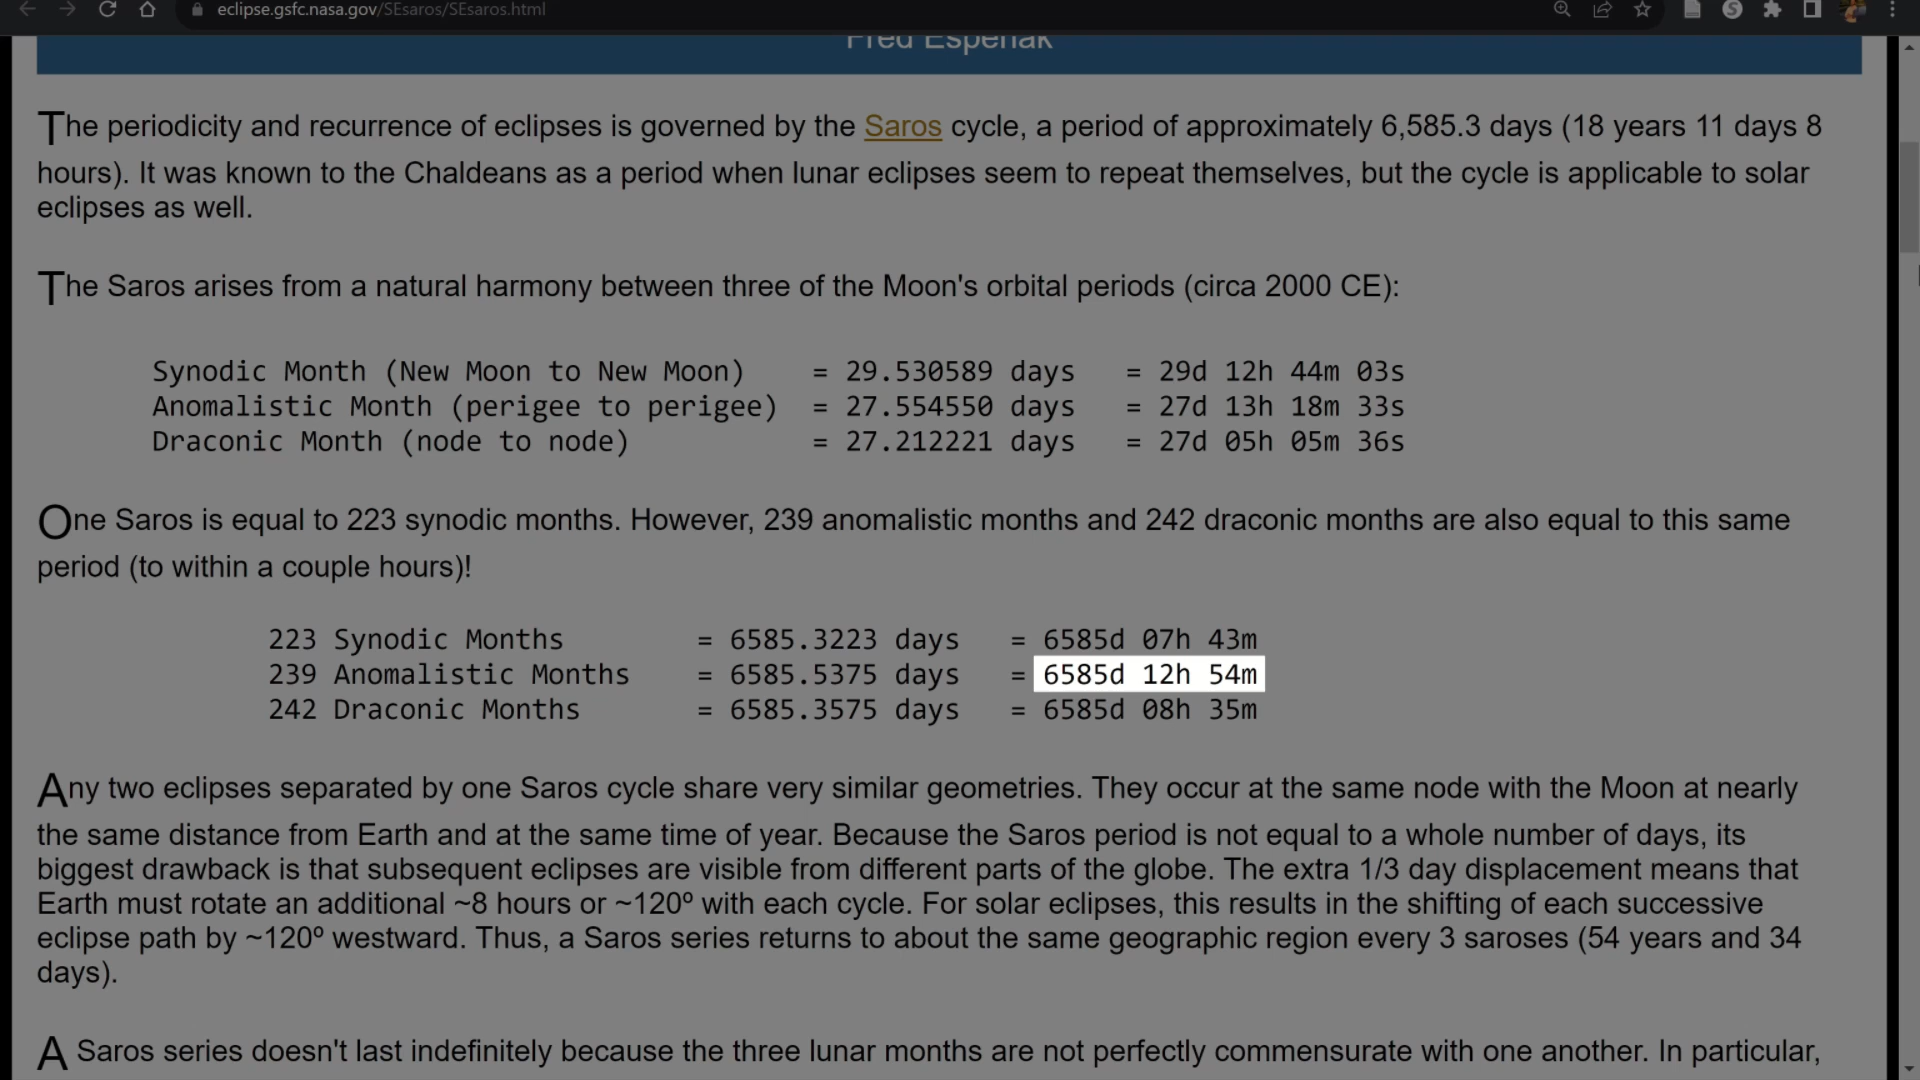 eclipse.gsfc.nasa.gov/SEsaros/SEsaros.html
Fred Espenak
The periodicity and recurrence of eclipses is governed by the Saros cycle, a period of approximately 6,585.3 days (18 years 11 days 8
hours). It was known to the Chaldeans as a period when lunar eclipses seem to repeat themselves, but the cycle is applicable to solar
eclipses as well.
The Saros arises from a natural harmony between three of the Moon's orbital periods (circa 2000 CE):
Synodic Month (New Moon to New Moon) = 29.530589 days = 29d 12h 44m 03s
Anomalistic Month (perigee to perigee) = 27.554550 days = 27d 13h 18m 33s
Draconic Month (node to node) = 27.212221 days = 27d 05h 05m 36s
One Saros is equal to 223 synodic months. However, 239 anomalistic months and 242 draconic months are also equal to this same
period (to within a couple hours)!
223 Synodic Months = 6585.3223 days = 6585d 07h 43m
239 Anomalistic Months = 6585.5375 days = 6585d 12h 54m
242 Draconic Months = 6585.3575 days = 6585d 08h 35m
Any two eclipses separated by one Saros cycle share very similar geometries. They occur at the same node with the Moon at nearly
the same distance from Earth and at the same time of year. Because the Saros period is not equal to a whole number of days, its
biggest drawback is that subsequent eclipses are visible from different parts of the globe. The extra 1/3 day displacement means that
Earth must rotate an additional ~8 hours or ~120º with each cycle. For solar eclipses, this results in the shifting of each successive
eclipse path by ~120º westward. Thus, a Saros series returns to about the same geographic region every 3 saroses (54 years and 34
days).
A Saros series doesn't last indefinitely because the three lunar months are not perfectly commensurate with one another. In particular,